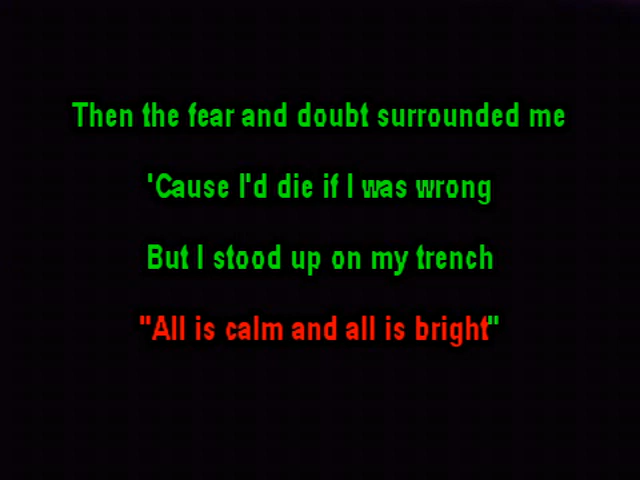 Then the fear and doubt surrounded me
'Cause I'd die if I was wrong
But I stood up on my trench
"All is calm and all is bright"